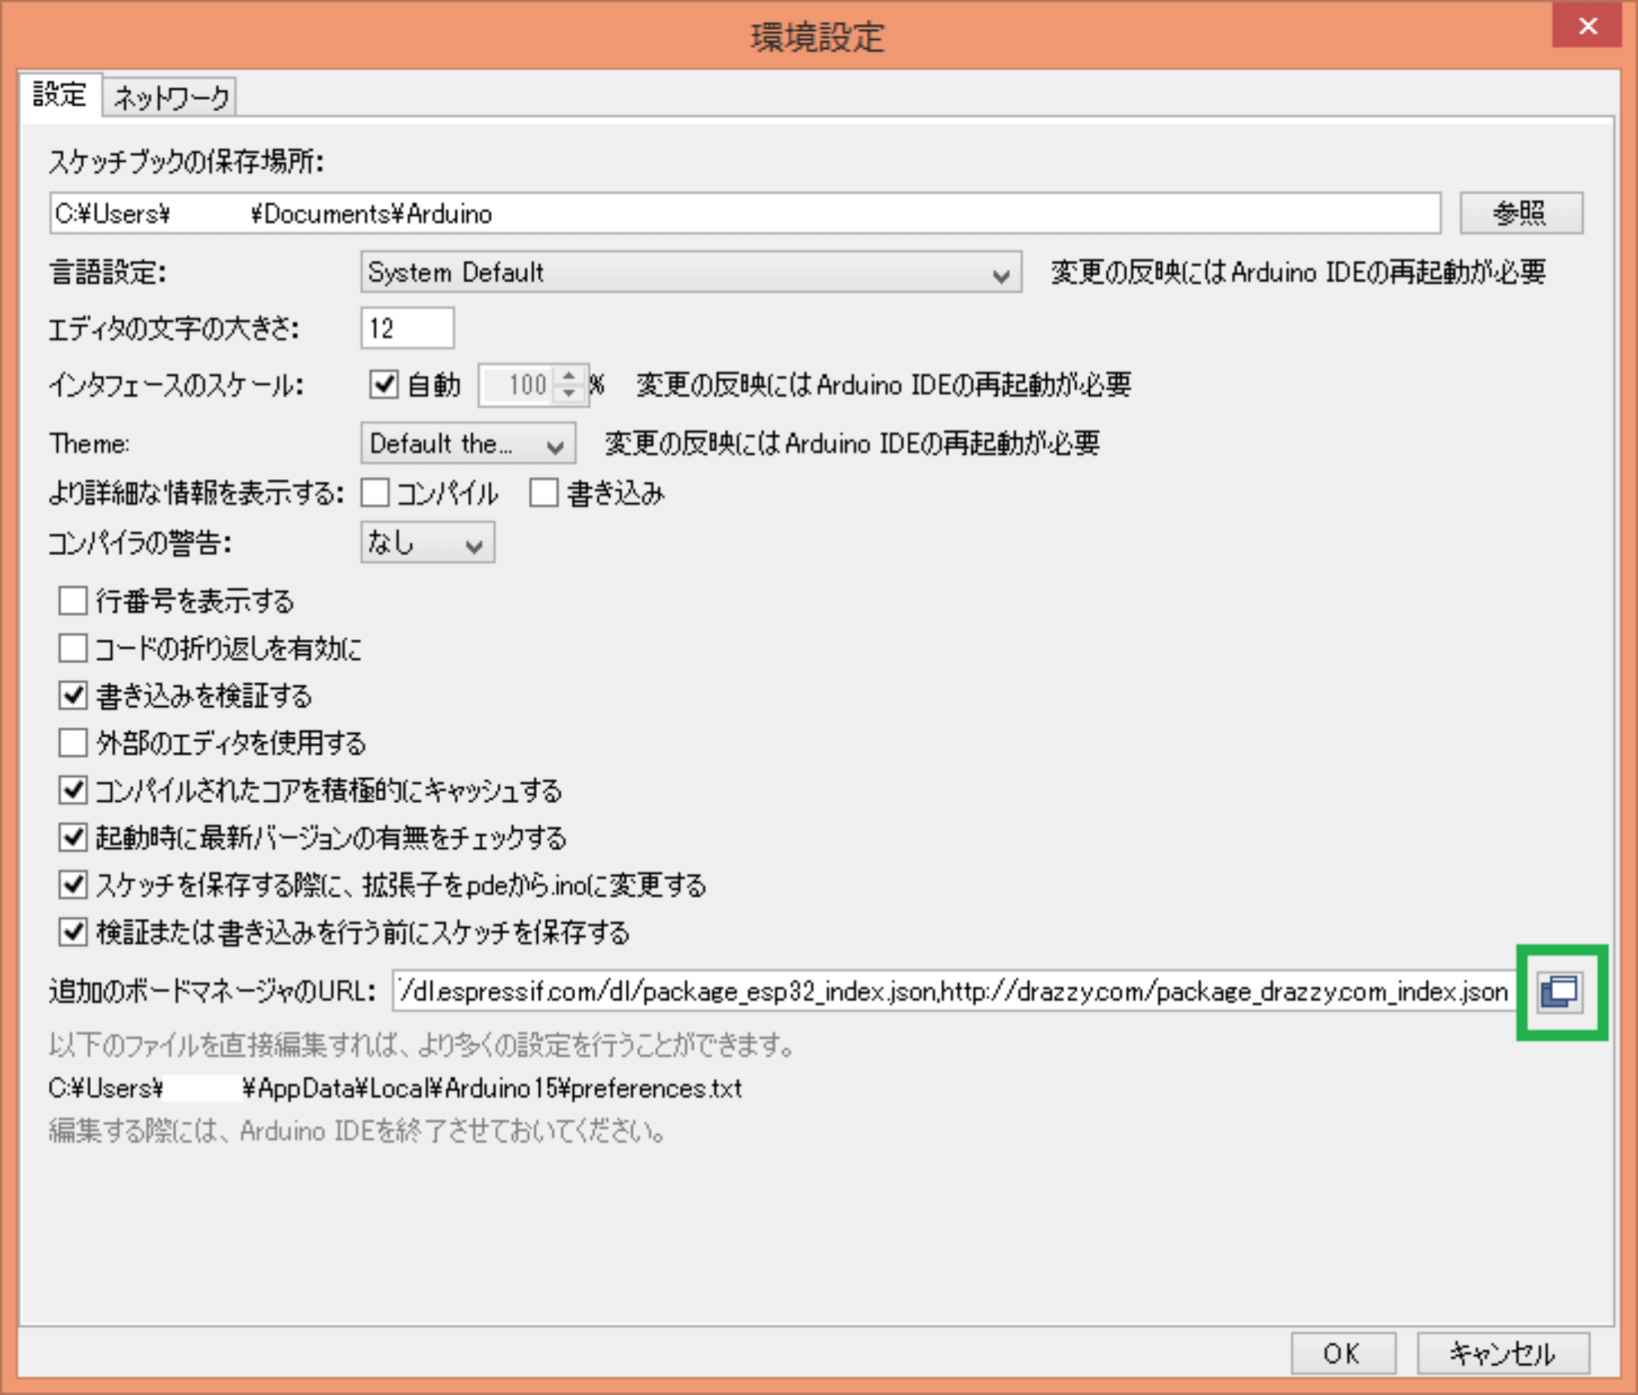 環境設定
設定 ネットワーク
スケッチブックの保存場所:
C:¥Users¥ ¥Documents¥Arduino 参照
言語設定: System Default 変更の反映にはArduino IDEの再起動が必要
エディタの文字の大きさ: 12
インタフェースのスケール: 自動 100 % 変更の反映にはArduino IDEの再起動が必要
Theme: Default the... 変更の反映にはArduino IDEの再起動が必要
より詳細な情報を表示する: コンパイル 書き込み
コンパイラの警告: なし
行番号を表示する
コードの折り返しを有効に
書き込みを検証する
外部のエディタを使用する
コンパイルされたコアを積極的にキャッシュする
起動時に最新バージョンの有無をチェックする
スケッチを保存する際に、拡張子をpdeから.inoに変更する
検証または書き込みを行う前にスケッチを保存する
追加のボードマネージャのURL: /dl.espressif.com/dl/package_esp32_index.json,http://drazzy.com/package_drazzy.com_index.json
以下のファイルを直接編集すれば、より多くの設定を行うことができます。
C:¥Users¥ ¥AppData¥Local¥Arduino15¥preferences.txt
編集する際には、Arduino IDEを終了させておいてください。
OK キャンセル